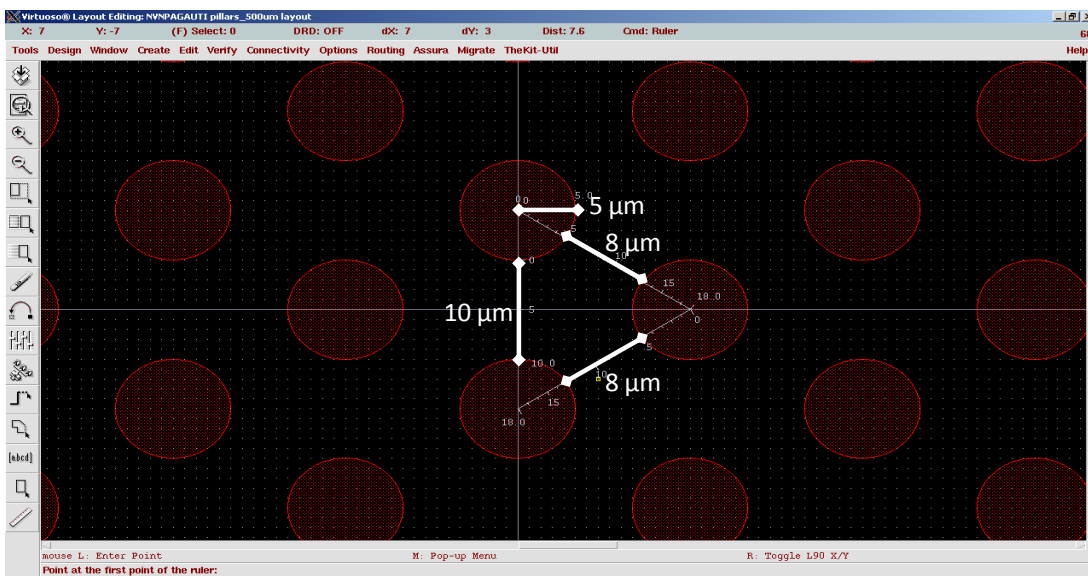 Virtuoso® Layout Editing: NVNPAGAUTI pillars_500um layout
X: 7 Y: -7 (F) Select: 0 DRD: OFF dX: 7 dY: 3 Dist: 7.6 Cmd: Ruler
Tools Design Window Create Edit Verify Connectivity Options Routing Assura Migrate TheKit-Util Help
0 0 5.0
5 μm
5
8 μm
10
0
15
18.0
10 μm
5
0
5
10.0
10
8 μm
15
18.0
[abcd]
mouse L: Enter Point M: Pop-up Menu R: Toggle L90 X/Y
Point at the first point of the ruler: